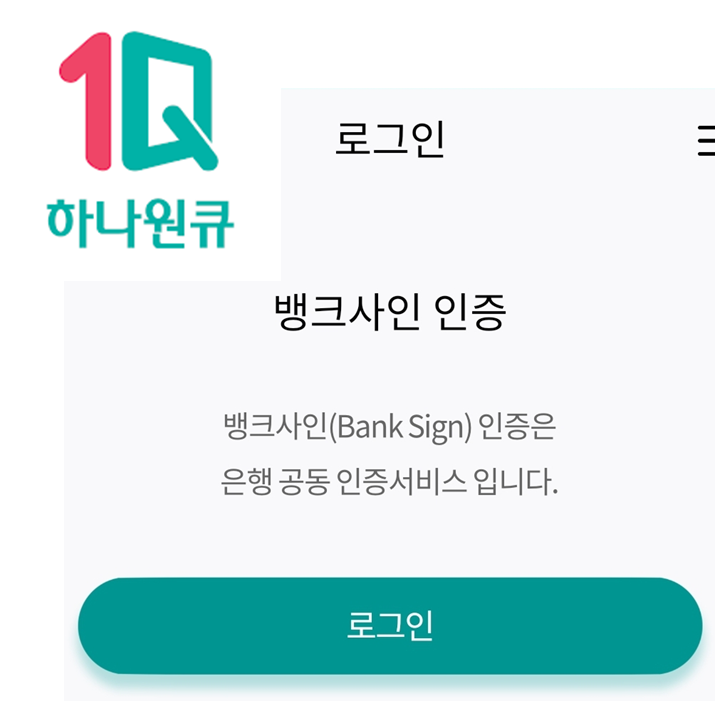 1Q
하나원큐
로그인
뱅크사인 인증
뱅크사인(Bank Sign) 인증은
은행 공동 인증서비스 입니다.
로그인